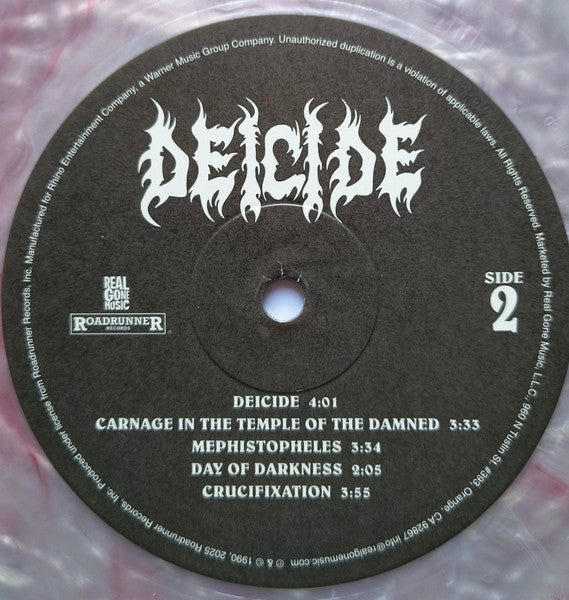 DEICIDE
REAL
GONE
MUSIC
ROADRUNNER
RECORDS
SIDE
2
DEICIDE 4:01
CARNAGE IN THE TEMPLE OF THE DAMNED 3:33
MEPHISTOPHELES 3:34
DAY OF DARKNESS 2:05
CRUCIFIXATION 3:55
℗ & © 1990, 2025 Roadrunner Records, Inc. Produced under license from Roadrunner Records, Inc. Manufactured for Rhino Entertainment Company, a Warner Music Group Company. Unauthorized duplication is a violation of applicable laws. All Rights Reserved. Marketed by Real Gone Music, L.L.C., 960 N Tustin St. #393, Orange, CA 92867 info@realgonemusic.com